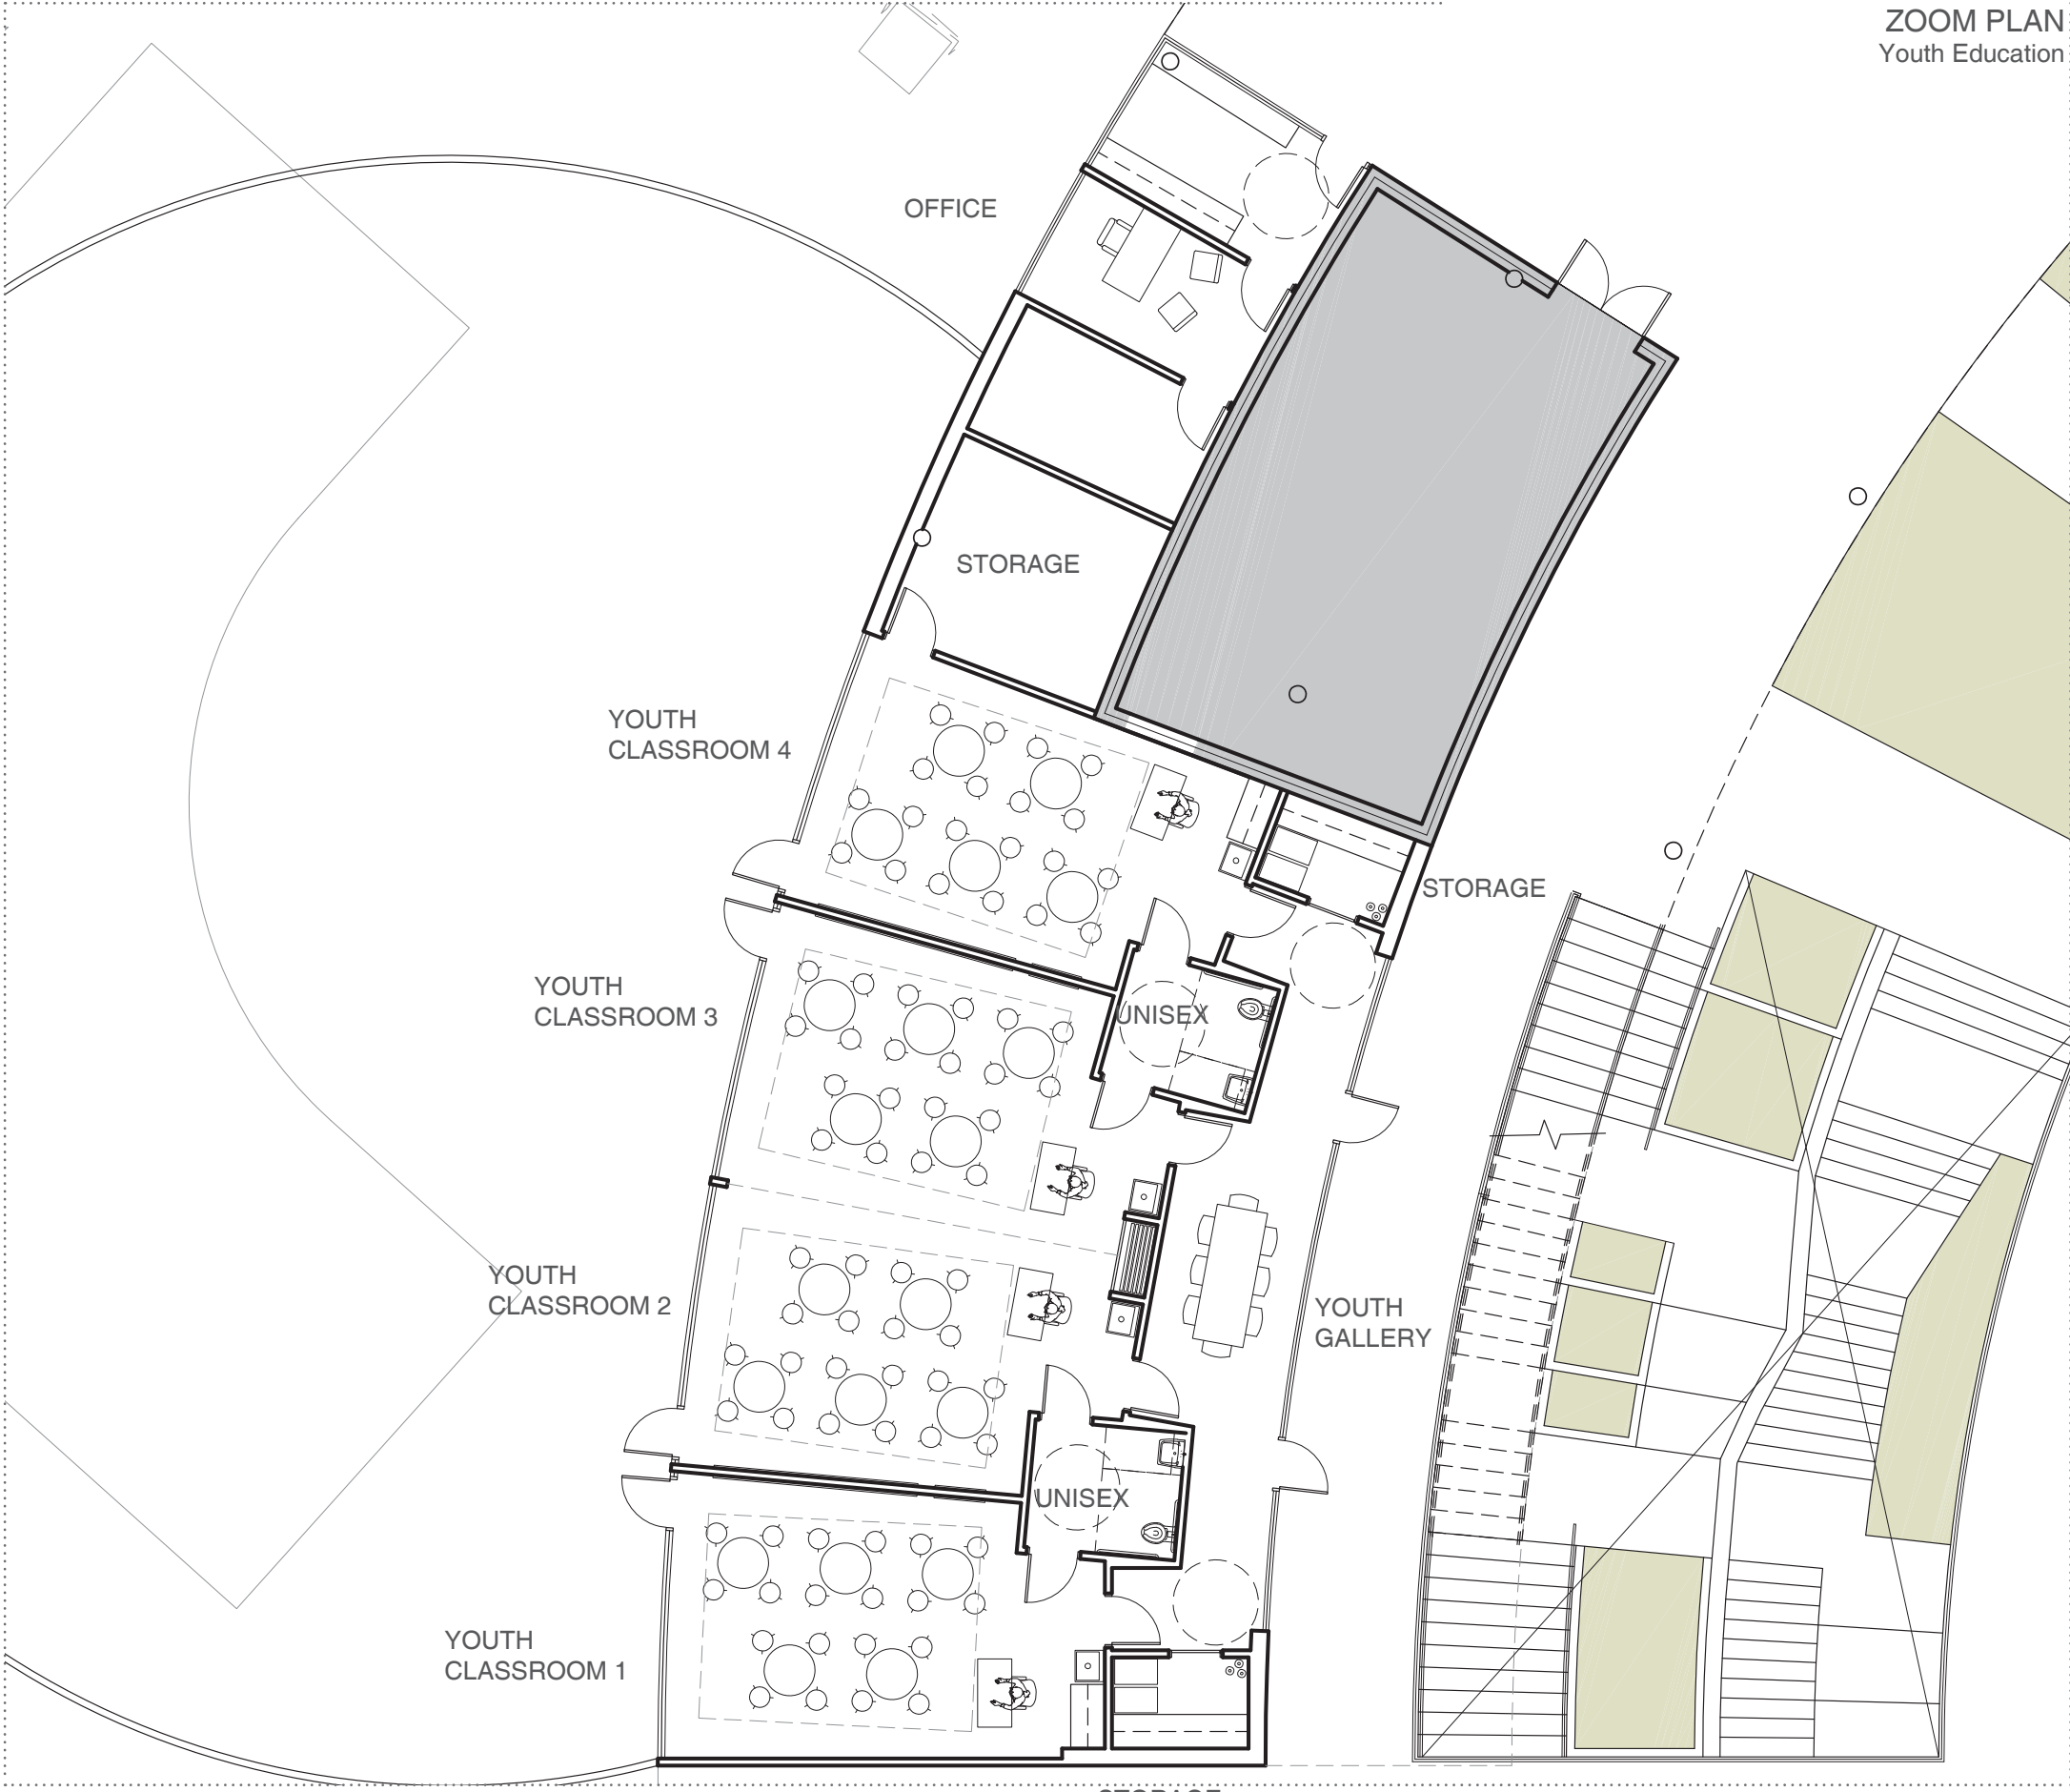 ZOOM PLAN
Youth Education
OFFICE
STORAGE
YOUTH
CLASSROOM 4
STORAGE
YOUTH
CLASSROOM 3
UNISEX
YOUTH
CLASSROOM 2
YOUTH
GALLERY
UNISEX
YOUTH
CLASSROOM 1
STORAGE